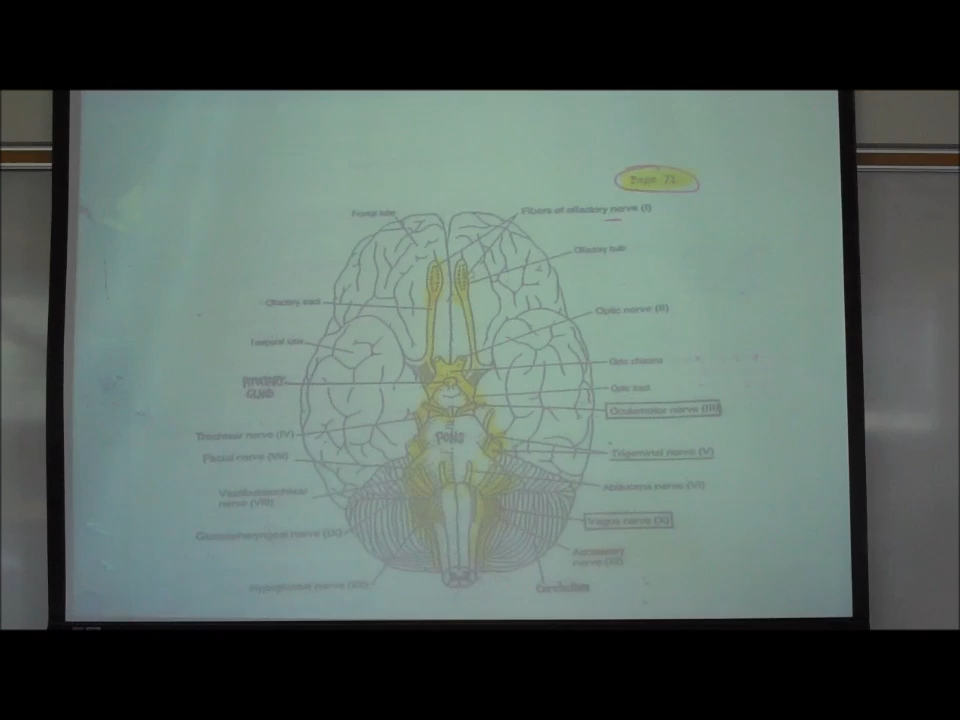 Page 71
Frontal lobe
Fibers of olfactory nerve (I)
Olfactory bulb
Olfactory tract
Optic nerve (II)
Temporal lobe
Optic chiasma
PITUITARY
GLAND
Optic tract
Oculomotor nerve (III)
Trochlear nerve (IV)
PONS
Trigeminal nerve (V)
Facial nerve (VII)
Abducens nerve (VI)
Vestibulocochlear
nerve (VIII)
Vagus nerve (X)
Glossopharyngeal nerve (IX)
Accessory
nerve (XI)
Hypoglossal nerve (XII)
Cerebellum